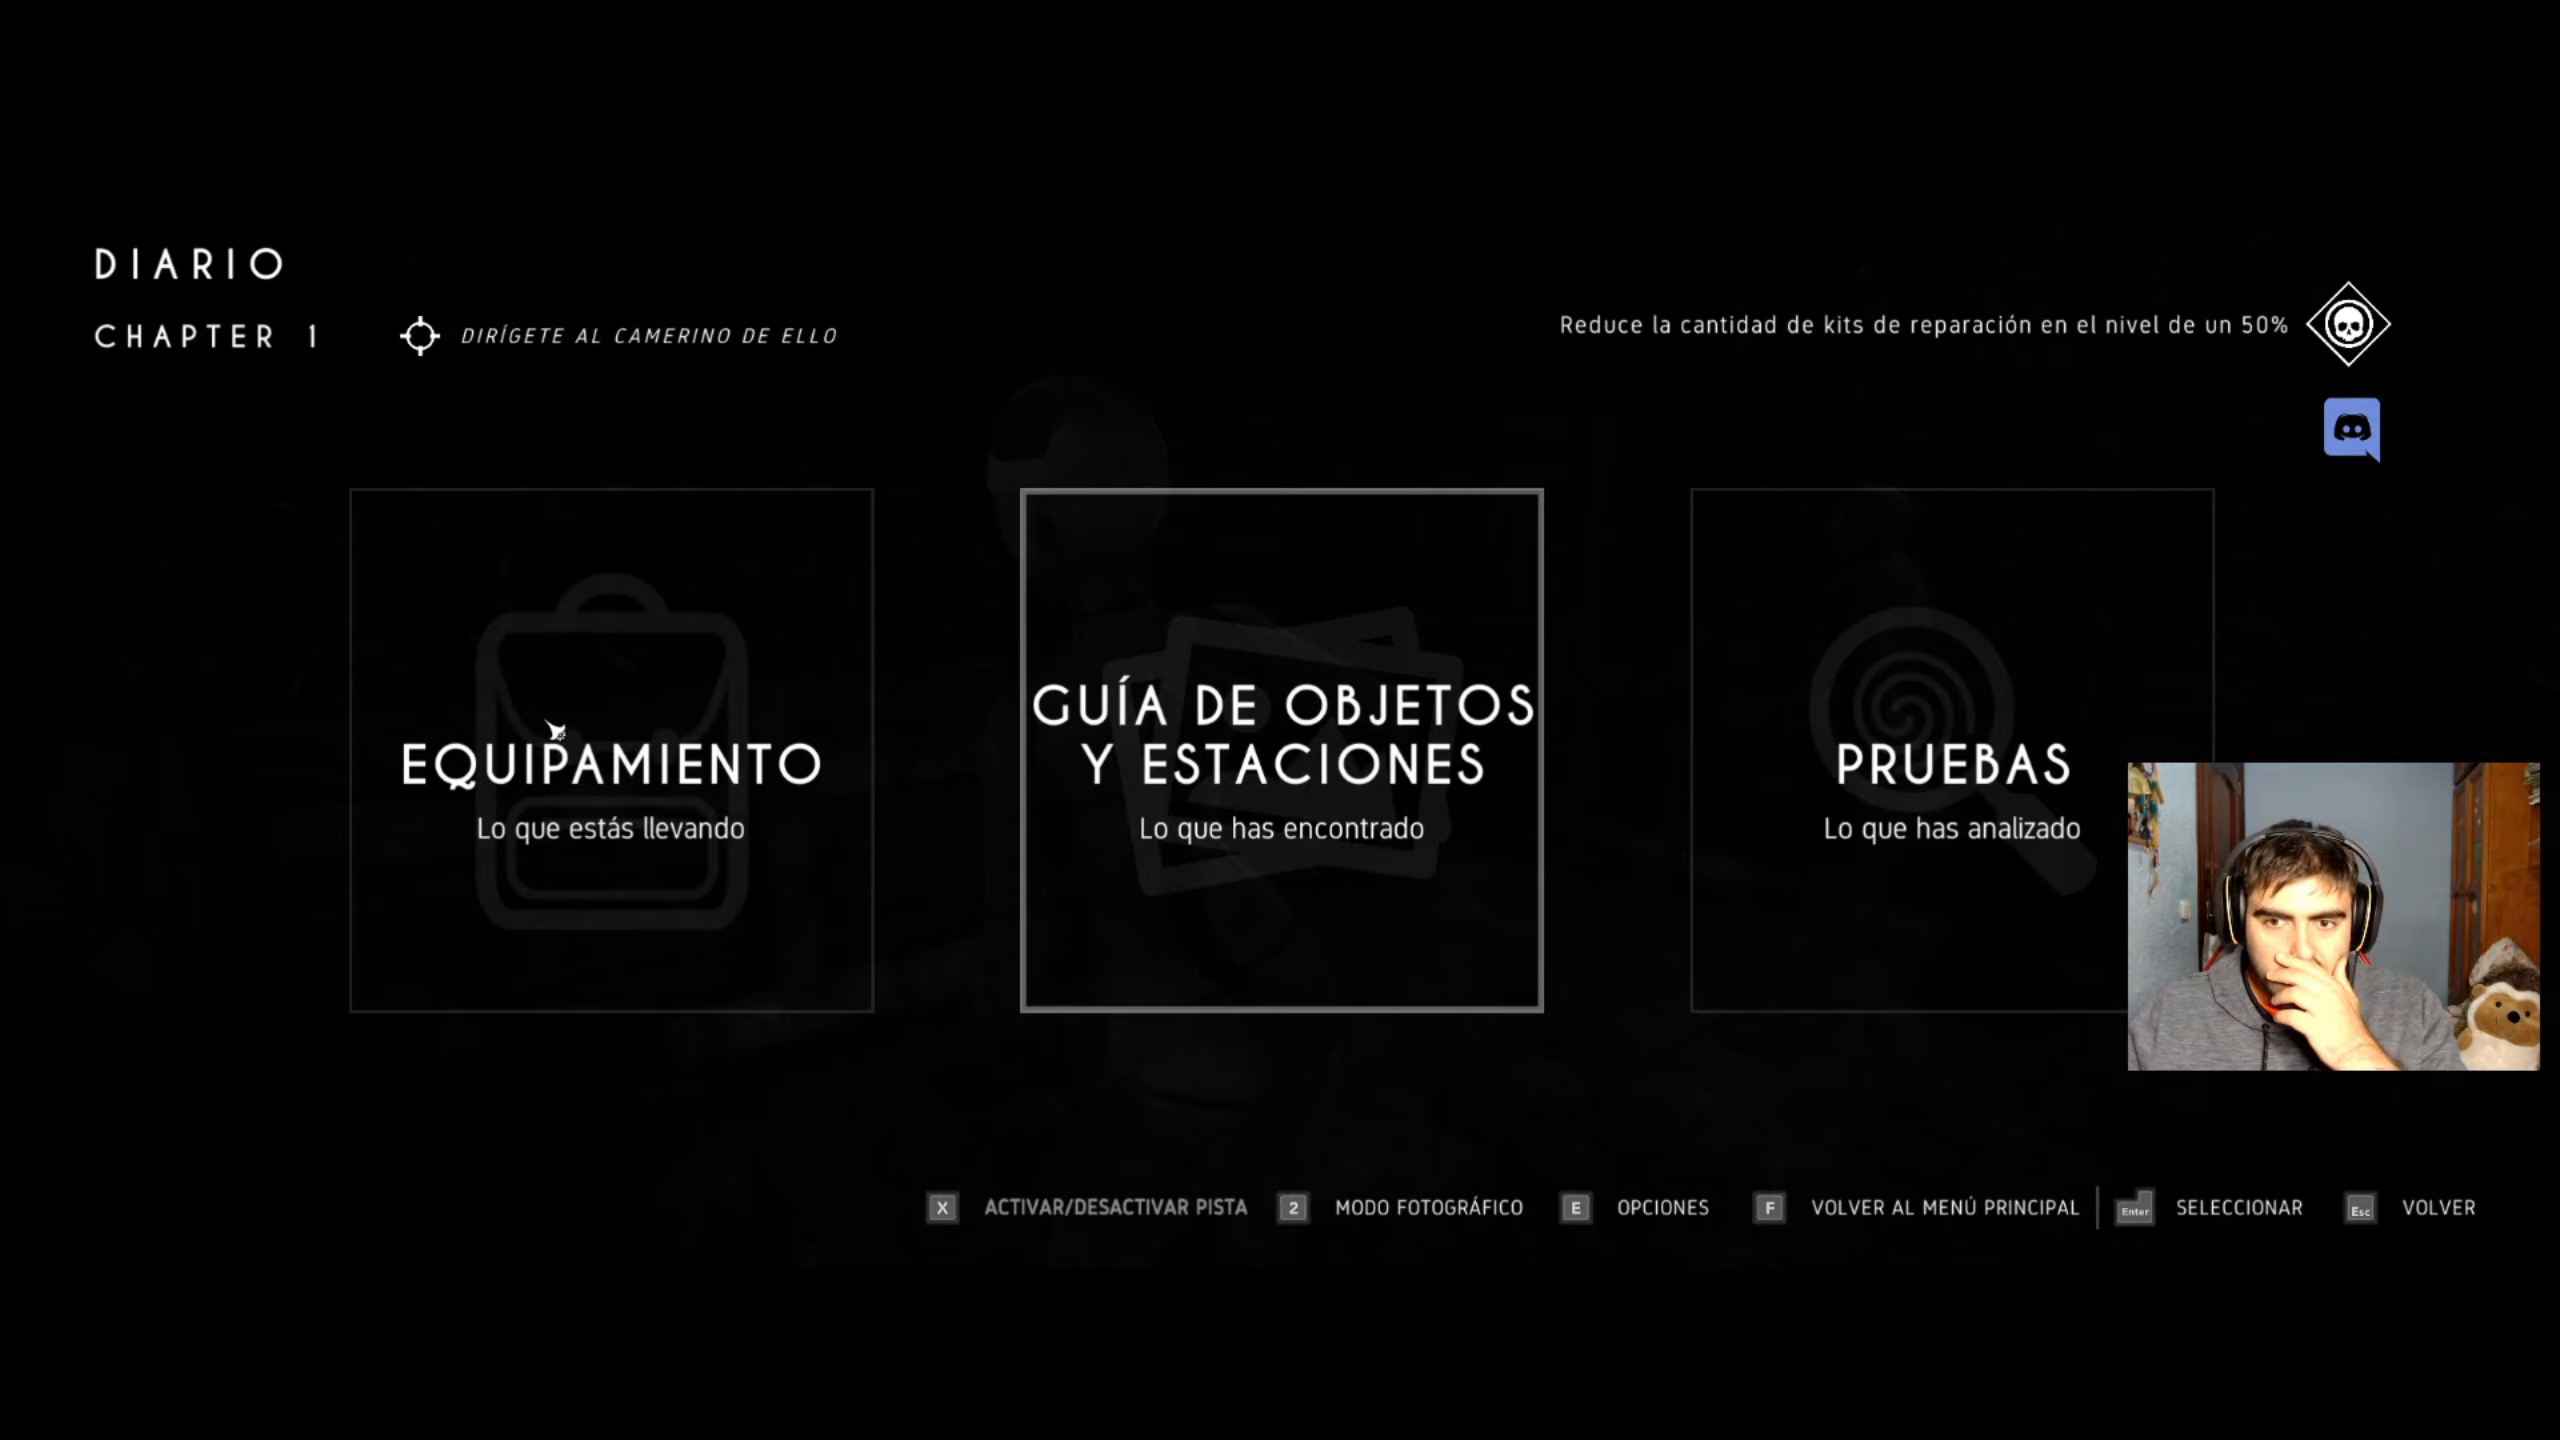 DIARIO
CHAPTER 1
DIRÍGETE AL CAMERINO DE ELLO
Reduce la cantidad de kits de reparación en el nivel de un 50%
EQUIPAMIENTO
Lo que estás llevando
GUÍA DE OBJETOS
Y ESTACIONES
Lo que has encontrado
PRUEBAS
Lo que has analizado
X ACTIVAR/DESACTIVAR PISTA 2 MODO FOTOGRÁFICO E OPCIONES F VOLVER AL MENÚ PRINCIPAL Enter SELECCIONAR Esc VOLVER